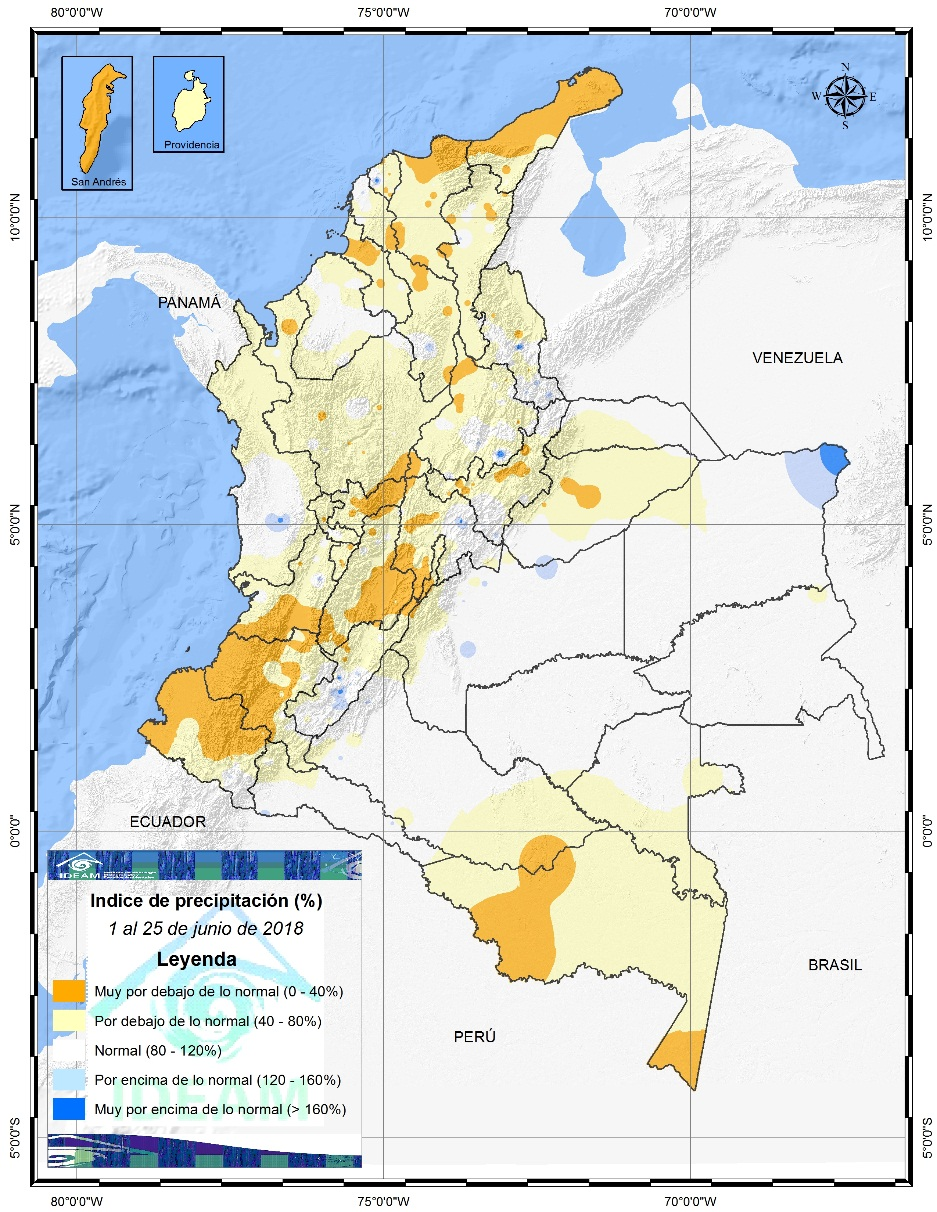 80°0'0"W 75°0'0"W 70°0'0"W
N
W E
S
San Andrés
Providencia
10°0'0"N 10°0'0"N
PANAMÁ
VENEZUELA
5°0'0"N 5°0'0"N
ECUADOR
0°0'0" 0°0'0"
IDEAM
Indice de precipitación (%)
1 al 25 de junio de 2018
Leyenda
Muy por debajo de lo normal (0 - 40%)
Por debajo de lo normal (40 - 80%)
Normal (80 - 120%)
Por encima de lo normal (120 - 160%)
Muy por encima de lo normal (> 160%)
IDEAM
BRASIL
PERÚ
5°0'0"S 5°0'0"S
80°0'0"W 75°0'0"W 70°0'0"W